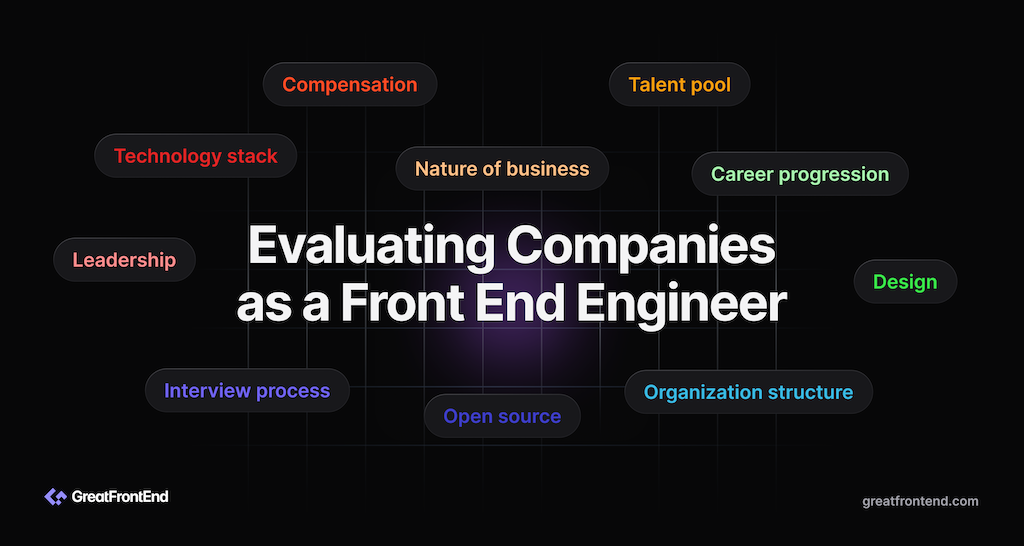 Compensation
Talent pool
Technology stack
Nature of business
Career progression
Evaluating Companies
as a Front End Engineer
Leadership
Design
Interview process
Organization structure
Open source
GreatFrontEnd
greatfrontend.com